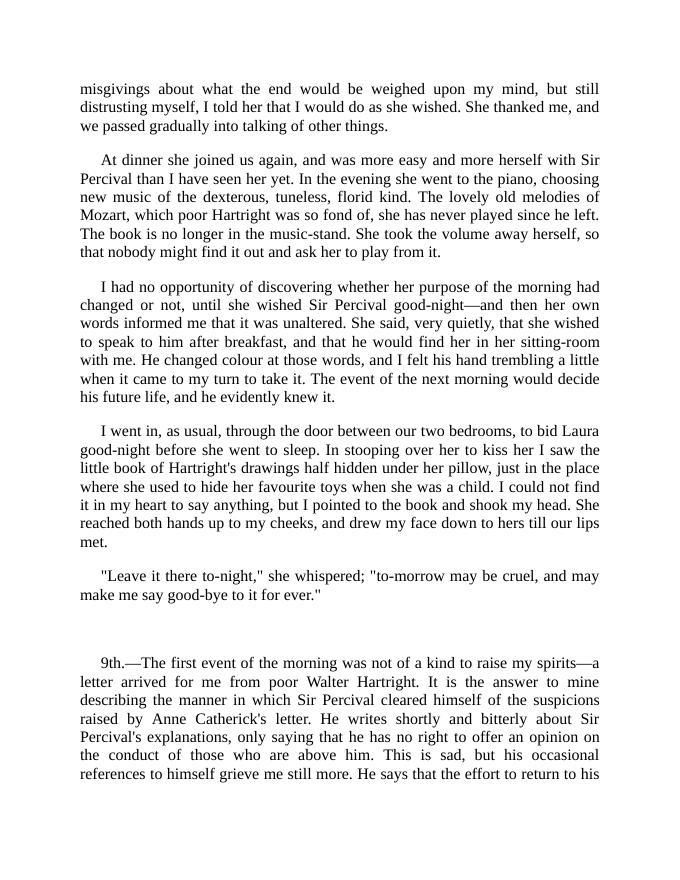 misgivings about what the end would be weighed upon my mind, but still
distrusting myself, I told her that I would do as she wished. She thanked me, and
we passed gradually into talking of other things.
At dinner she joined us again, and was more easy and more herself with Sir
Percival than I have seen her yet. In the evening she went to the piano, choosing
new music of the dexterous, tuneless, florid kind. The lovely old melodies of
Mozart, which poor Hartright was so fond of, she has never played since he left.
The book is no longer in the music-stand. She took the volume away herself, so
that nobody might find it out and ask her to play from it.
I had no opportunity of discovering whether her purpose of the morning had
changed or not, until she wished Sir Percival good-night—and then her own
words informed me that it was unaltered. She said, very quietly, that she wished
to speak to him after breakfast, and that he would find her in her sitting-room
with me. He changed colour at those words, and I felt his hand trembling a little
when it came to my turn to take it. The event of the next morning would decide
his future life, and he evidently knew it.
I went in, as usual, through the door between our two bedrooms, to bid Laura
good-night before she went to sleep. In stooping over her to kiss her I saw the
little book of Hartright's drawings half hidden under her pillow, just in the place
where she used to hide her favourite toys when she was a child. I could not find
it in my heart to say anything, but I pointed to the book and shook my head. She
reached both hands up to my cheeks, and drew my face down to hers till our lips
met.
"Leave it there to-night," she whispered; "to-morrow may be cruel, and may
make me say good-bye to it for ever."
9th.—The first event of the morning was not of a kind to raise my spirits—a
letter arrived for me from poor Walter Hartright. It is the answer to mine
describing the manner in which Sir Percival cleared himself of the suspicions
raised by Anne Catherick's letter. He writes shortly and bitterly about Sir
Percival's explanations, only saying that he has no right to offer an opinion on
the conduct of those who are above him. This is sad, but his occasional
references to himself grieve me still more. He says that the effort to return to his